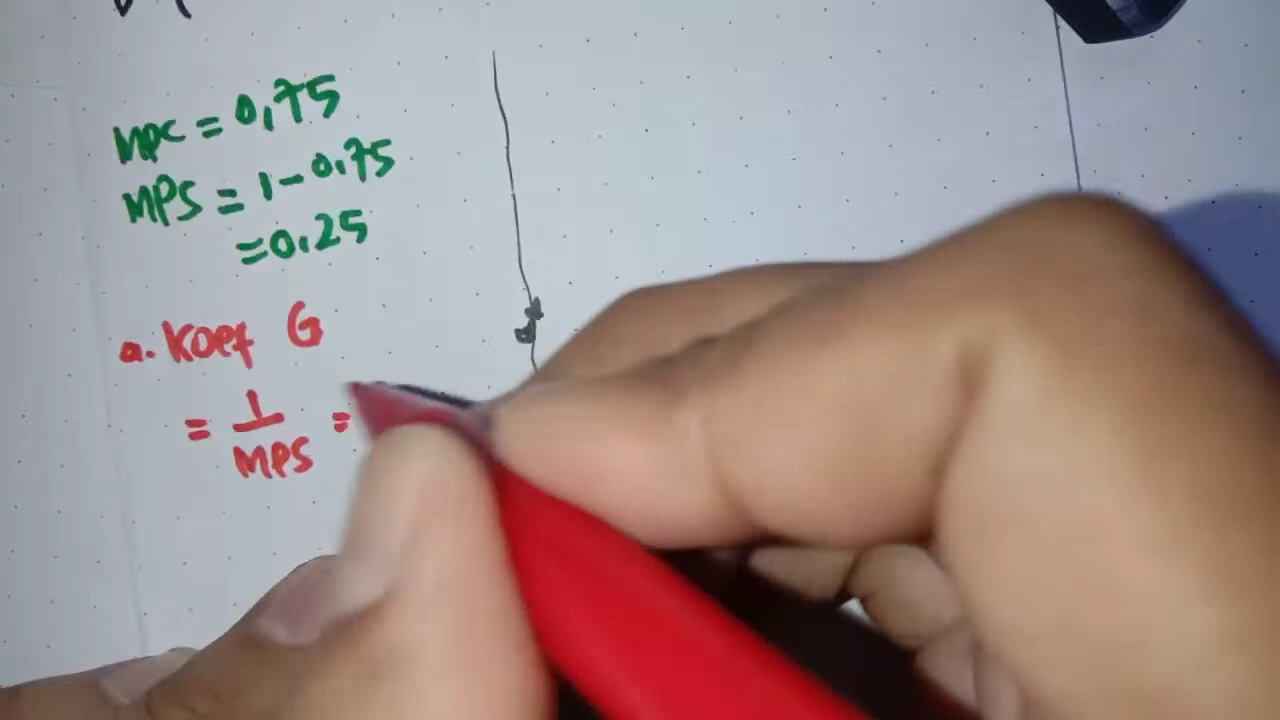 MPC = 0,75
MPS = 1 - 0,75
= 0,25
a. Koef G
= 1/MPS =